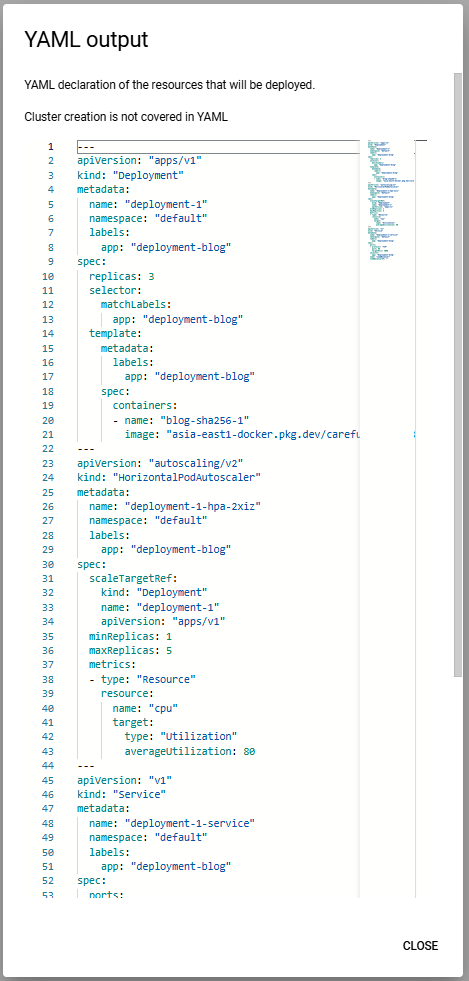 YAML output
YAML declaration of the resources that will be deployed.
Cluster creation is not covered in YAML
1 ---
2 apiVersion: "apps/v1"
3 kind: "Deployment"
4 metadata:
5   name: "deployment-1"
6   namespace: "default"
7   labels:
8     app: "deployment-blog"
9 spec:
10   replicas: 3
11   selector:
12     matchLabels:
13       app: "deployment-blog"
14   template:
15     metadata:
16       labels:
17         app: "deployment-blog"
18     spec:
19       containers:
20       - name: "blog-sha256-1"
21         image: "asia-east1-docker.pkg.dev/carefu
22 ---
23 apiVersion: "autoscaling/v2"
24 kind: "HorizontalPodAutoscaler"
25 metadata:
26   name: "deployment-1-hpa-2xiz"
27   namespace: "default"
28   labels:
29     app: "deployment-blog"
30 spec:
31   scaleTargetRef:
32     kind: "Deployment"
33     name: "deployment-1"
34     apiVersion: "apps/v1"
35   minReplicas: 1
36   maxReplicas: 5
37   metrics:
38   - type: "Resource"
39     resource:
40       name: "cpu"
41       target:
42         type: "Utilization"
43         averageUtilization: 80
44 ---
45 apiVersion: "v1"
46 kind: "Service"
47 metadata:
48   name: "deployment-1-service"
49   namespace: "default"
50   labels:
51     app: "deployment-blog"
52 spec:
53   ports:
CLOSE